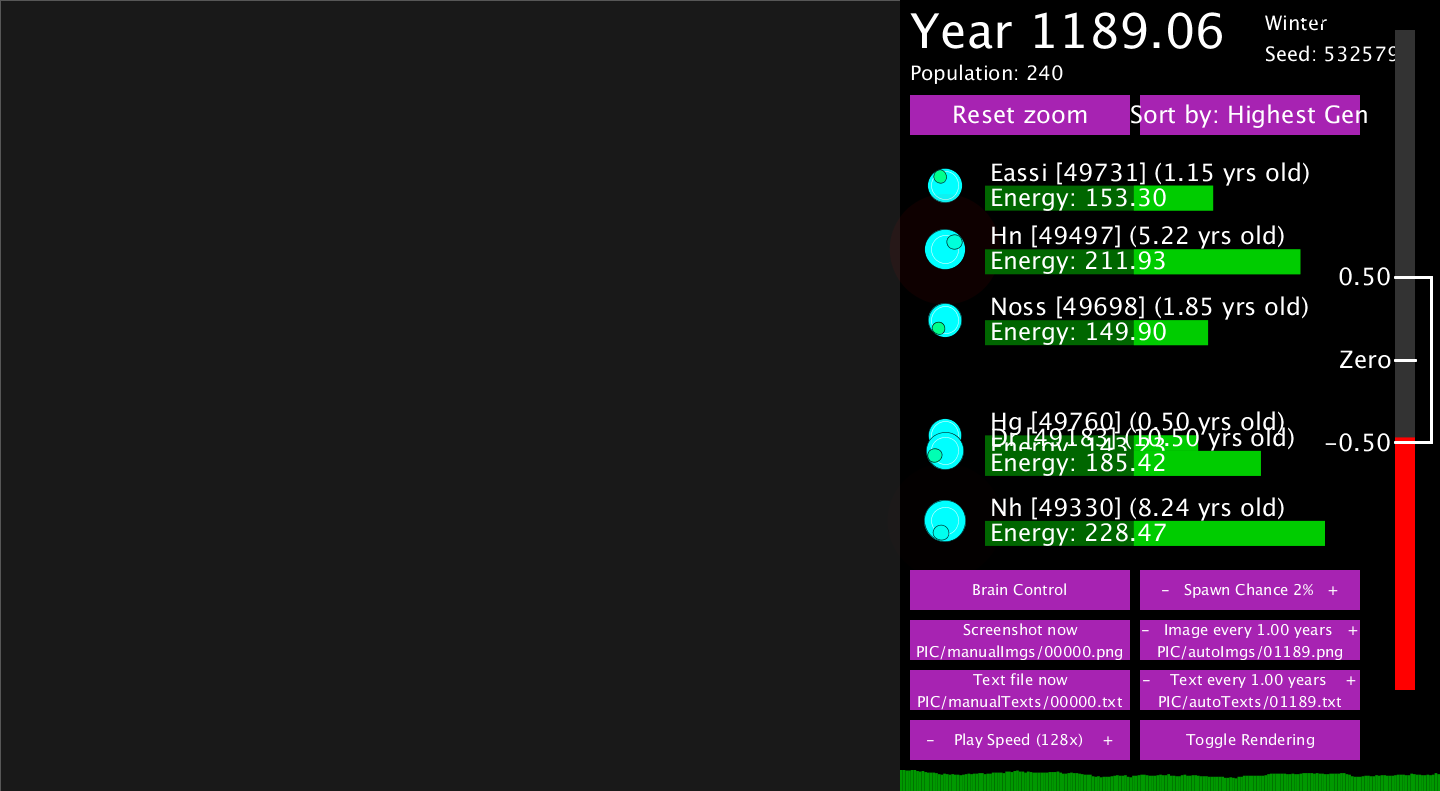 Year 1189.06
Winter
Seed: 532579
Population: 240
Reset zoom
Sort by: Highest Gen
Eassi [49731] (1.15 yrs old)
Energy: 153.30
Hn [49497] (5.22 yrs old)
Energy: 211.93
0.50
Noss [49698] (1.85 yrs old)
Energy: 149.90
Zero
Hg [49760] (0.50 yrs old)
Dr [49183] (10.50 yrs old)
-0.50
Energy: 185.42
Nh [49330] (8.24 yrs old)
Energy: 228.47
Brain Control
- Spawn Chance 2% +
Screenshot now
PIC/manualImgs/00000.png
- Image every 1.00 years +
PIC/autoImgs/01189.png
Text file now
PIC/manualTexts/00000.txt
- Text every 1.00 years +
PIC/autoTexts/01189.txt
- Play Speed (128x) +
Toggle Rendering